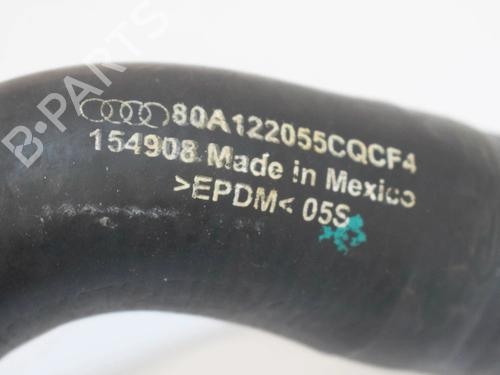 80A122055CQCF4
154908 Made in Mexico
>EPDM< 05S
B-PARTS